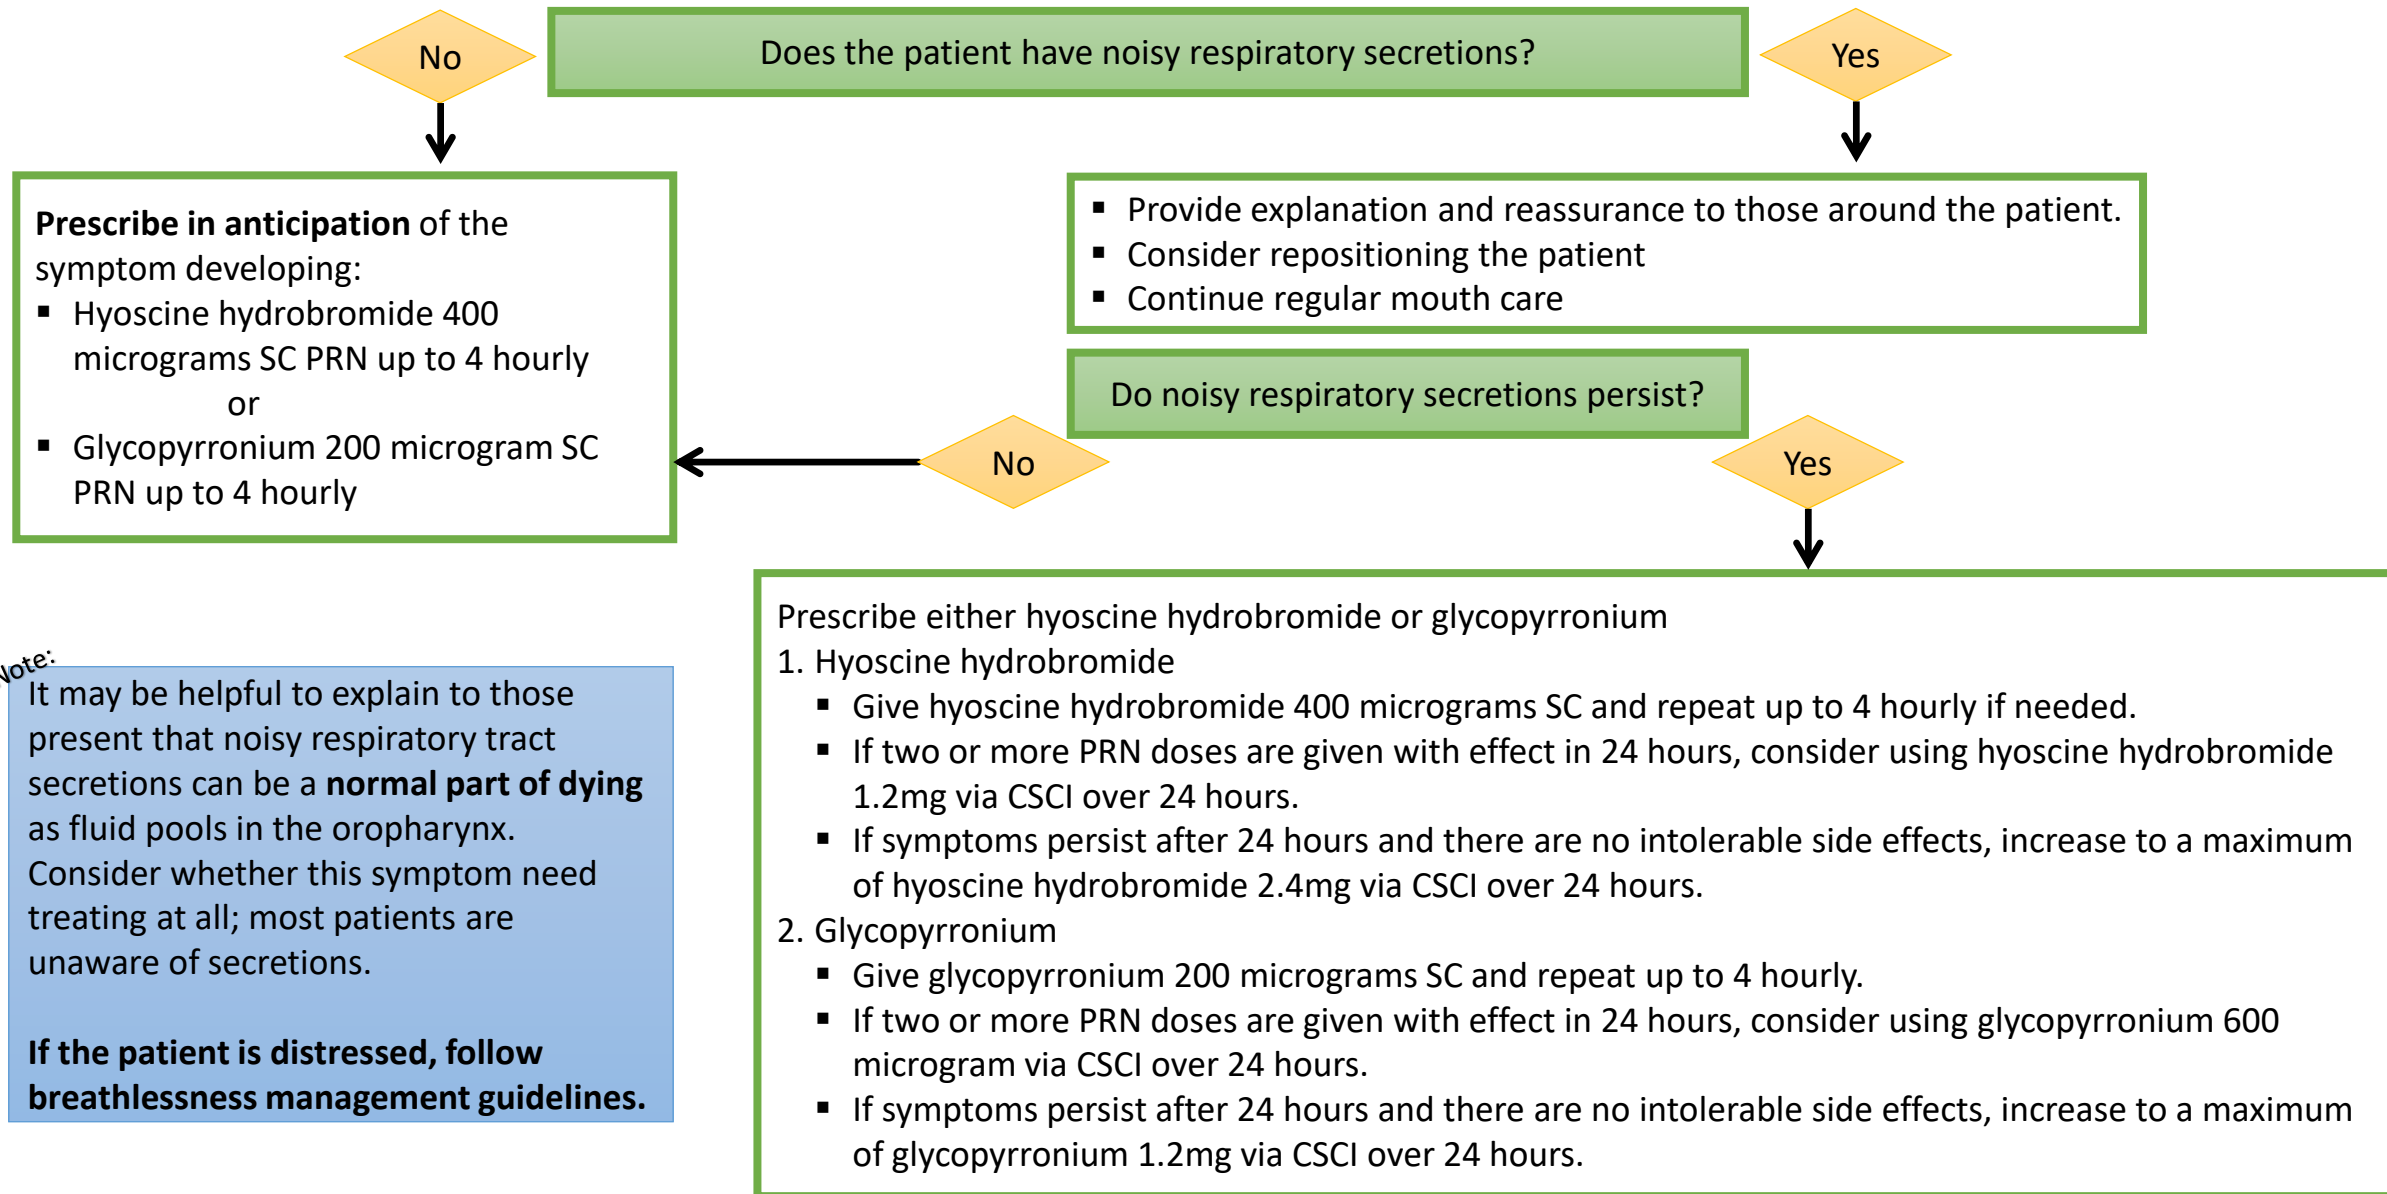 No
Does the patient have noisy respiratory secretions?
Yes
Prescribe in anticipation of the
symptom developing:
▪ Hyoscine hydrobromide 400
micrograms SC PRN up to 4 hourly
or
▪ Glycopyrronium 200 microgram SC
PRN up to 4 hourly
▪ Provide explanation and reassurance to those around the patient.
▪ Consider repositioning the patient
▪ Continue regular mouth care
Do noisy respiratory secretions persist?
No
Yes
Note:
It may be helpful to explain to those
present that noisy respiratory tract
secretions can be a normal part of dying
as fluid pools in the oropharynx.
Consider whether this symptom need
treating at all; most patients are
unaware of secretions.
If the patient is distressed, follow
breathlessness management guidelines.
Prescribe either hyoscine hydrobromide or glycopyrronium
1. Hyoscine hydrobromide
▪ Give hyoscine hydrobromide 400 micrograms SC and repeat up to 4 hourly if needed.
▪ If two or more PRN doses are given with effect in 24 hours, consider using hyoscine hydrobromide
1.2mg via CSCI over 24 hours.
▪ If symptoms persist after 24 hours and there are no intolerable side effects, increase to a maximum
of hyoscine hydrobromide 2.4mg via CSCI over 24 hours.
2. Glycopyrronium
▪ Give glycopyrronium 200 micrograms SC and repeat up to 4 hourly.
▪ If two or more PRN doses are given with effect in 24 hours, consider using glycopyrronium 600
microgram via CSCI over 24 hours.
▪ If symptoms persist after 24 hours and there are no intolerable side effects, increase to a maximum
of glycopyrronium 1.2mg via CSCI over 24 hours.